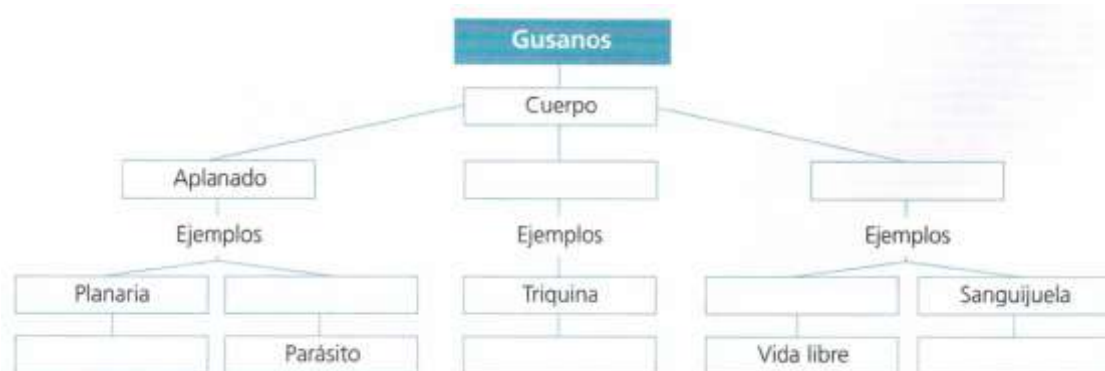 Gusanos
Cuerpo
Aplanado
Ejemplos
Ejemplos
Ejemplos
Planaria
Triquina
Sanguijuela
Parásito
Vida libre